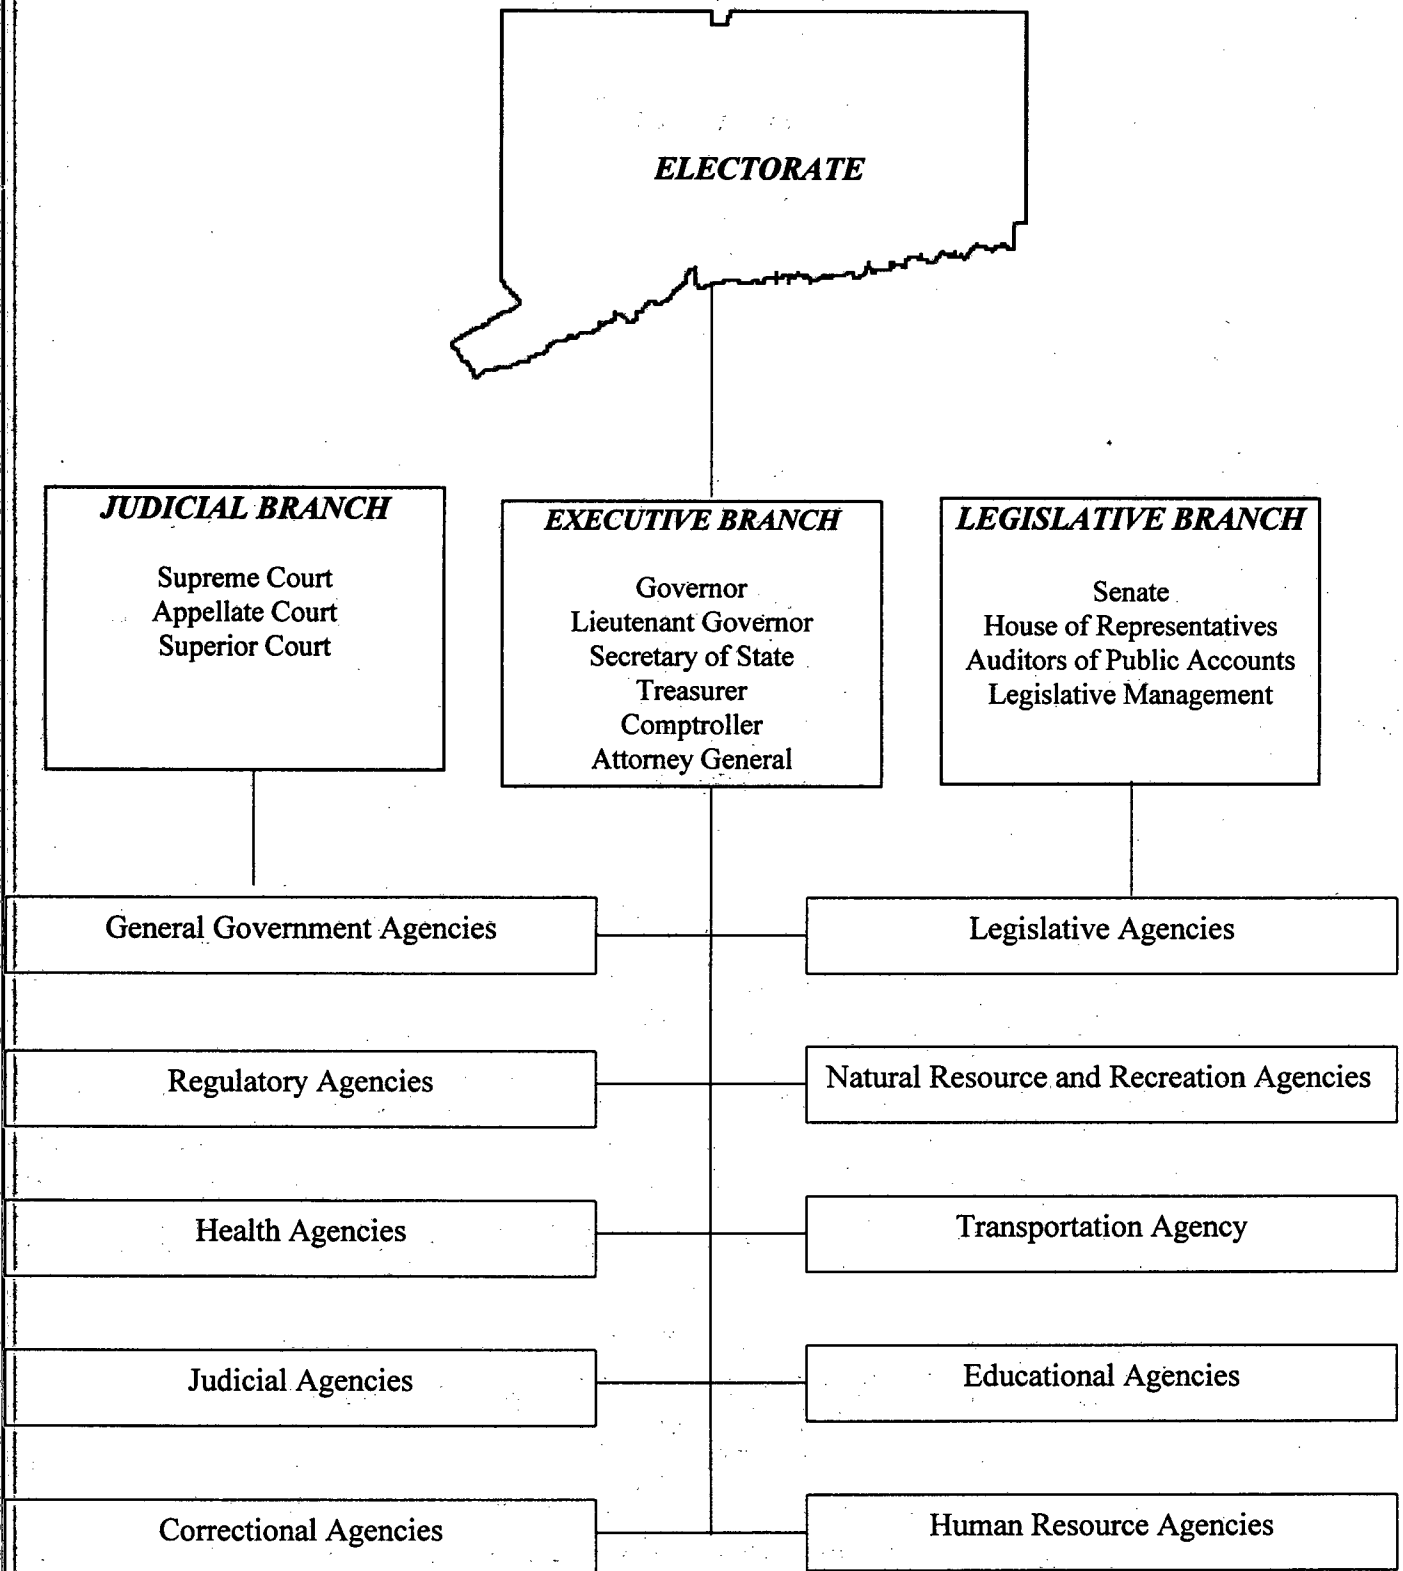 ELECTORATE
JUDICIAL BRANCH
Supreme Court
Appellate Court
Superior Court
EXECUTIVE BRANCH
Governor
Lieutenant Governor
Secretary of State
Treasurer
Comptroller
Attorney General
LEGISLATIVE BRANCH
Senate
House of Representatives
Auditors of Public Accounts
Legislative Management
General Government Agencies
Legislative Agencies
Regulatory Agencies
Natural Resource and Recreation Agencies
Health Agencies
Transportation Agency
Judicial Agencies
Educational Agencies
Correctional Agencies
Human Resource Agencies